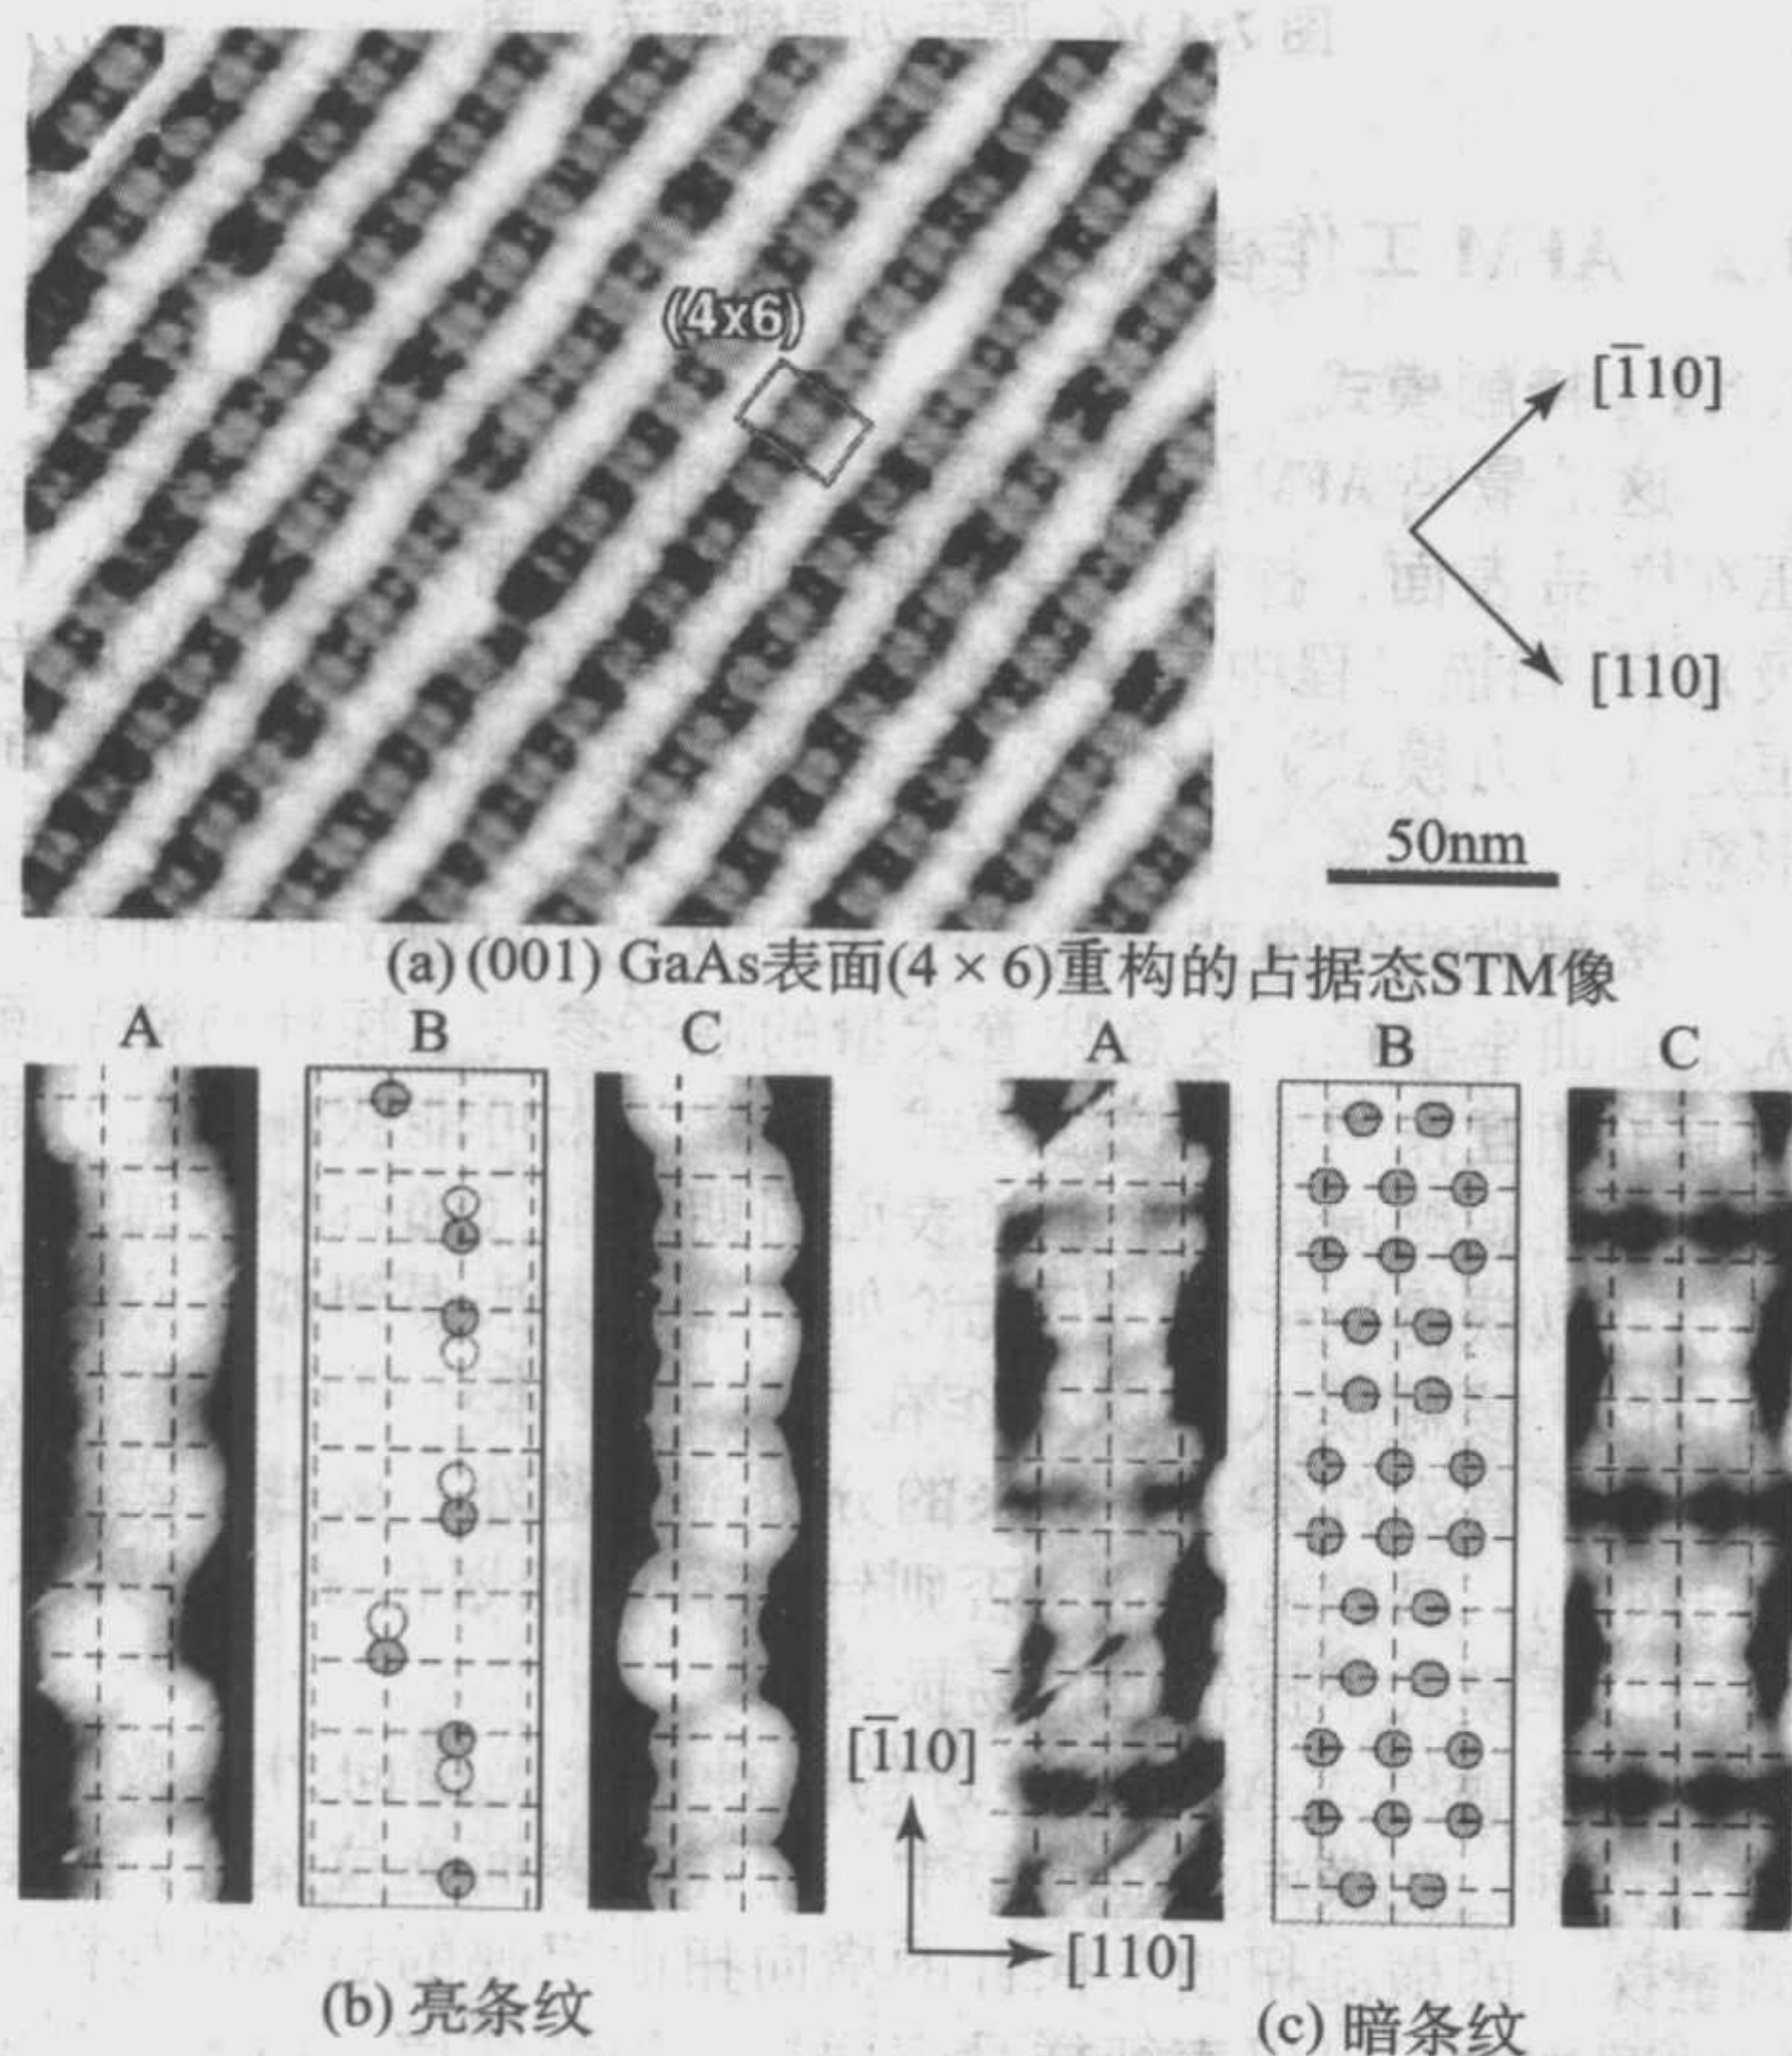 (4x6)
[1̅10]
[110]
50nm
(a) (001) GaAs表面(4 × 6)重构的占据态STM像
A B C A B C
[1̅10]
[110]
(b) 亮条纹
(c) 暗条纹